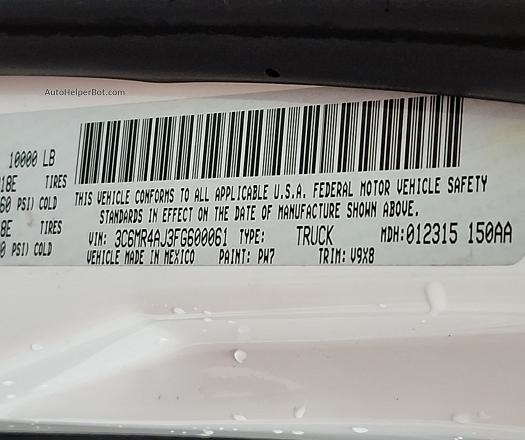 AutoHelperBot.com
10000 LB
18E TIRES
60 PSI) COLD
8E TIRES
0 PSI) COLD
THIS VEHICLE CONFORMS TO ALL APPLICABLE U.S.A. FEDERAL MOTOR VEHICLE SAFETY
STANDARDS IN EFFECT ON THE DATE OF MANUFACTURE SHOWN ABOVE.
VIN: 3C6MR4AJ3FG600061 TYPE: TRUCK MDH: 012315 150AA
VEHICLE MADE IN MEXICO PAINT: PW7 TRIM: V9X8